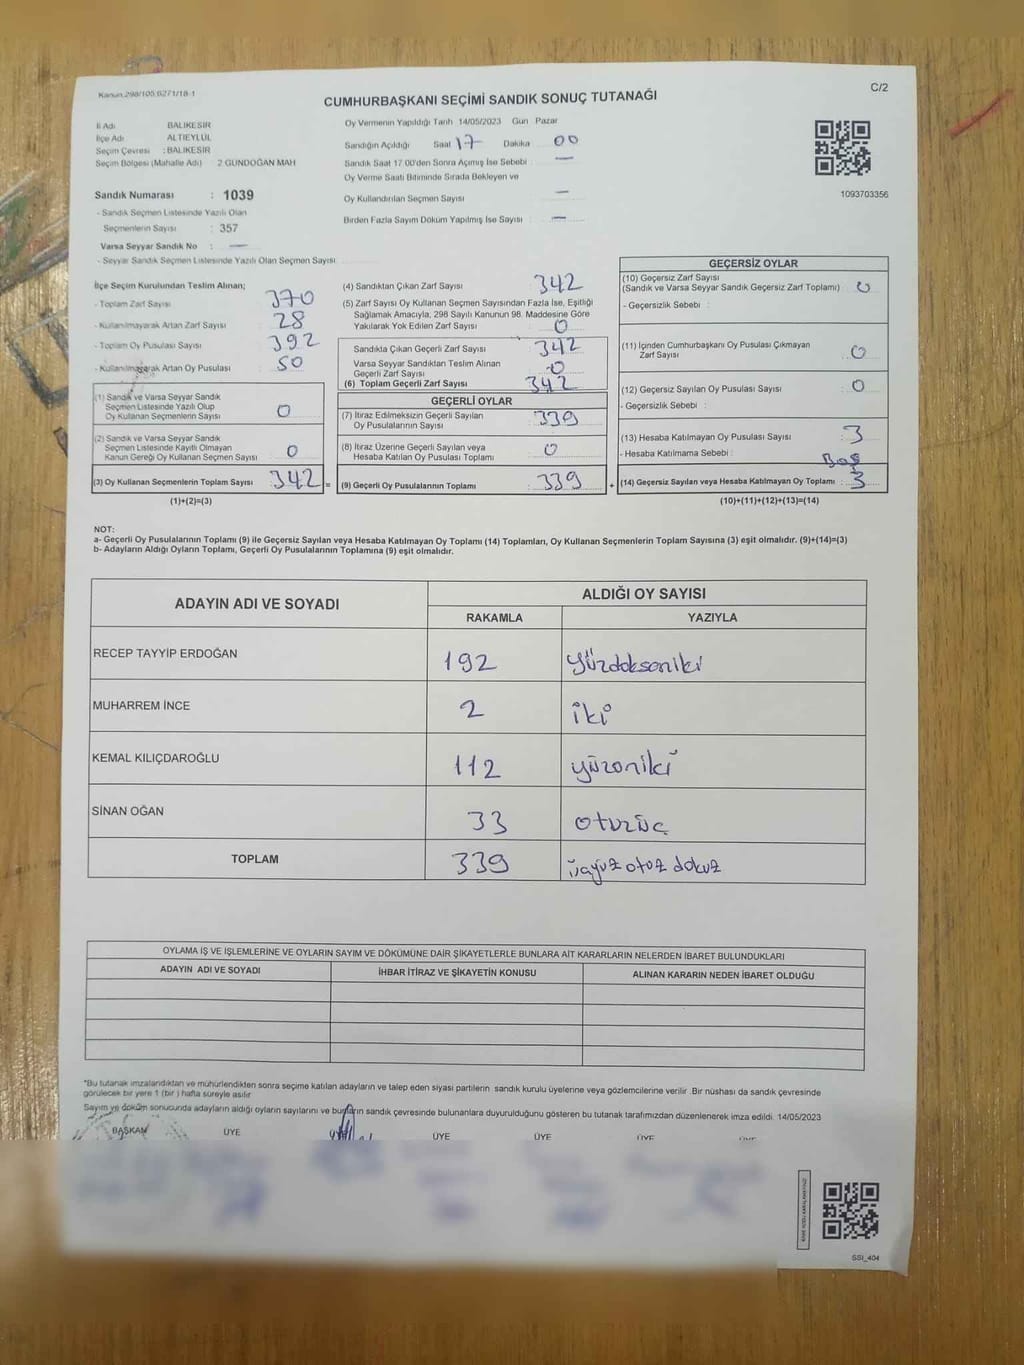 Kanun.298/105,6271/18-1
C/2
CUMHURBAŞKANI SEÇİMİ SANDIK SONUÇ TUTANAĞI
İl Adı BALIKESİR
İlçe Adı ALTIEYLÜL
Seçim Çevresi : BALIKESİR
Seçim Bölgesi (Mahalle Adı) 2 GÜNDOĞAN MAH
Sandık Numarası : 1039
- Sandık Seçmen Listesinde Yazılı Olan
Seçmenlerin Sayısı : 357
Varsa Seyyar Sandık No : —
- Seyyar Sandık Seçmen Listesinde Yazılı Olan Seçmen Sayısı
Oy Vermenin Yapıldığı Tarih 14/05/2023 Gün Pazar
Sandığın Açıldığı Saat 17 Dakika 00
Sandık Saat 17 00'den Sonra Açımış İse Sebebi : —
Oy Verme Saati Bitiminde Sırada Bekleyen ve
Oy Kullandırılan Seçmen Sayısı —
Birden Fazla Sayım Döküm Yapılmış İse Sayısı : —
1093703356
İlçe Seçim Kurulundan Teslim Alınan;
- Toplam Zarf Sayısı 370
- Kullanılmayarak Artan Zarf Sayısı 28
- Toplam Oy Pusulası Sayısı 392
- Kullanılmayarak Artan Oy Pusulası 50
(1) Sandık ve Varsa Seyyar Sandık
Seçmen Listesinde Yazılı Olup
Oy Kullanan Seçmenlerin Sayısı 0
(2) Sandık ve Varsa Seyyar Sandık
Seçmen Listesinde Kayıtlı Olmayan
Kanun Gereği Oy Kullanan Seçmen Sayısı 0
(3) Oy Kullanan Seçmenlerin Toplam Sayısı : 342 =
(1)+(2)=(3)
(4) Sandıktan Çıkan Zarf Sayısı 342
(5) Zarf Sayısı Oy Kullanan Seçmen Sayısından Fazla İse, Eşitliği
Sağlamak Amacıyla, 298 Sayılı Kanunun 98. Maddesine Göre
Yakılarak Yok Edilen Zarf Sayısı 0
Sandıkta Çıkan Geçerli Zarf Sayısı 342
Varsa Seyyar Sandıktan Teslim Alınan
Geçerli Zarf Sayısı 0
(6) Toplam Geçerli Zarf Sayısı 342
GEÇERLİ OYLAR
(7) İtiraz Edilmeksizin Geçerli Sayılan
Oy Pusulalarının Sayısı 339
(8) İtiraz Üzerine Geçerli Sayılan veya
Hesaba Katılan Oy Pusulası Toplamı 0
(9) Geçerli Oy Pusulalarının Toplamı : 339 +
GEÇERSİZ OYLAR
(10) Geçersiz Zarf Sayısı
(Sandık ve Varsa Seyyar Sandık Geçersiz Zarf Toplamı) 0
- Geçersizlik Sebebi :
(11) İçinden Cumhurbaşkanı Oy Pusulası Çıkmayan
Zarf Sayısı 0
(12) Geçersiz Sayılan Oy Pusulası Sayısı 0
- Geçersizlik Sebebi :
(13) Hesaba Katılmayan Oy Pusulası Sayısı 3
- Hesaba Katılmama Sebebi : Boş
(14) Geçersiz Sayılan veya Hesaba Katılmayan Oy Toplamı : 3
(10)+(11)+(12)+(13)=(14)
NOT:
a- Geçerli Oy Pusulalarının Toplamı (9) ile Geçersiz Sayılan veya Hesaba Katılmayan Oy Toplamı (14) Toplamları, Oy Kullanan Seçmenlerin Toplam Sayısına (3) eşit olmalıdır. (9)+(14)=(3)
b- Adayların Aldığı Oyların Toplamı, Geçerli Oy Pusulalarının Toplamına (9) eşit olmalıdır.
ADAYIN ADI VE SOYADI ALDIĞI OY SAYISI
RAKAMLA YAZIYLA
RECEP TAYYİP ERDOĞAN 192 yüzdoksaniki
MUHARREM İNCE 2 iki
KEMAL KILIÇDAROĞLU 112 yüzoniki
SİNAN OĞAN 33 otuzüç
TOPLAM 339 üçyüz otuz dokuz
OYLAMA İŞ VE İŞLEMLERİNE VE OYLARIN SAYIM VE DÖKÜMÜNE DAİR ŞİKAYETLERLE BUNLARA AİT KARARLARIN NELERDEN İBARET BULUNDUKLARI
ADAYIN ADI VE SOYADI İHBAR İTİRAZ VE ŞİKAYETİN KONUSU ALINAN KARARIN NEDEN İBARET OLDUĞU
*Bu tutanak imzalandıktan ve mühürlendikten sonra seçime katılan adayların ve talep eden siyasi partilerin sandık kurulu üyelerine veya gözlemcilerine verilir. Bir nüshası da sandık çevresinde
görülecek bir yere 1 (bir ) hafta süreyle asılır
Sayım ve döküm sonucunda adayların aldığı oyların sayılarını ve bunların sandık çevresinde bulunanlara duyurulduğunu gösteren bu tutanak tarafımızdan düzenlenerek imza edildi. 14/05/2023
BAŞKAN ÜYE ÜYE ÜYE ÜYE
SSI_404